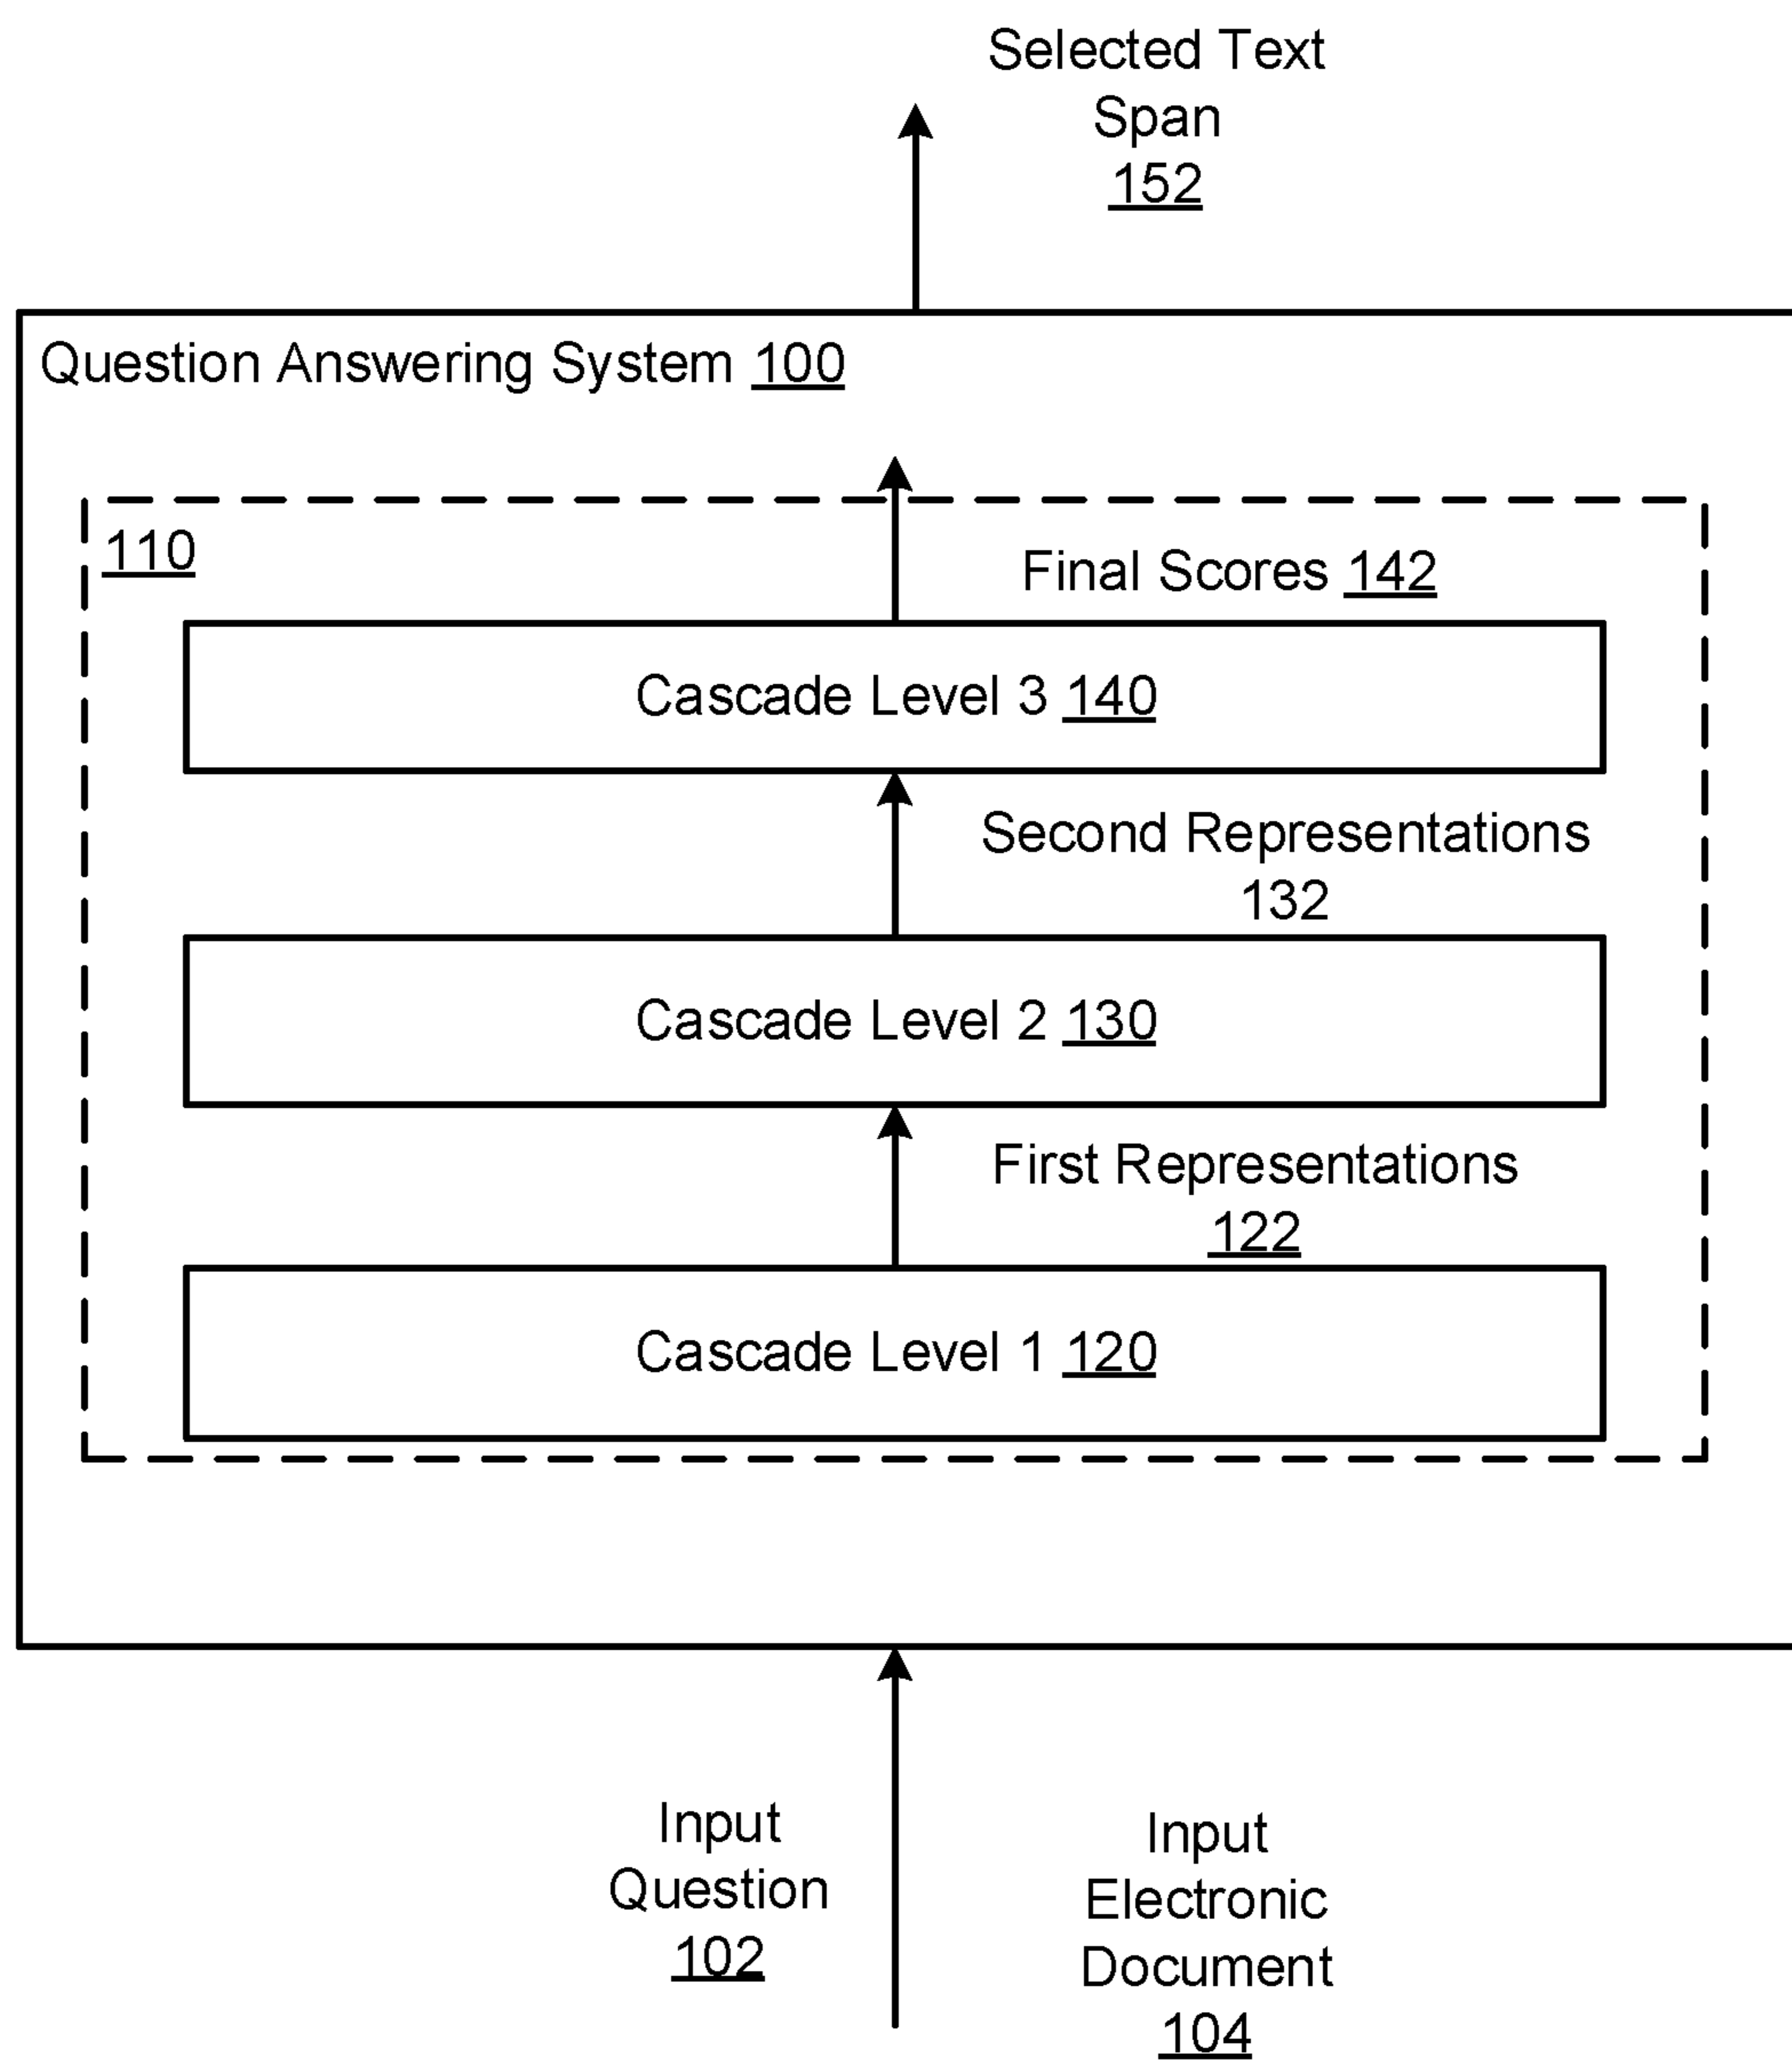 Selected Text
Span
152
Question Answering System 100
110
Final Scores 142
Cascade Level 3 140
Second Representations
132
Cascade Level 2 130
First Representations
122
Cascade Level 1 120
Input
Question
102
Input
Electronic
Document
104